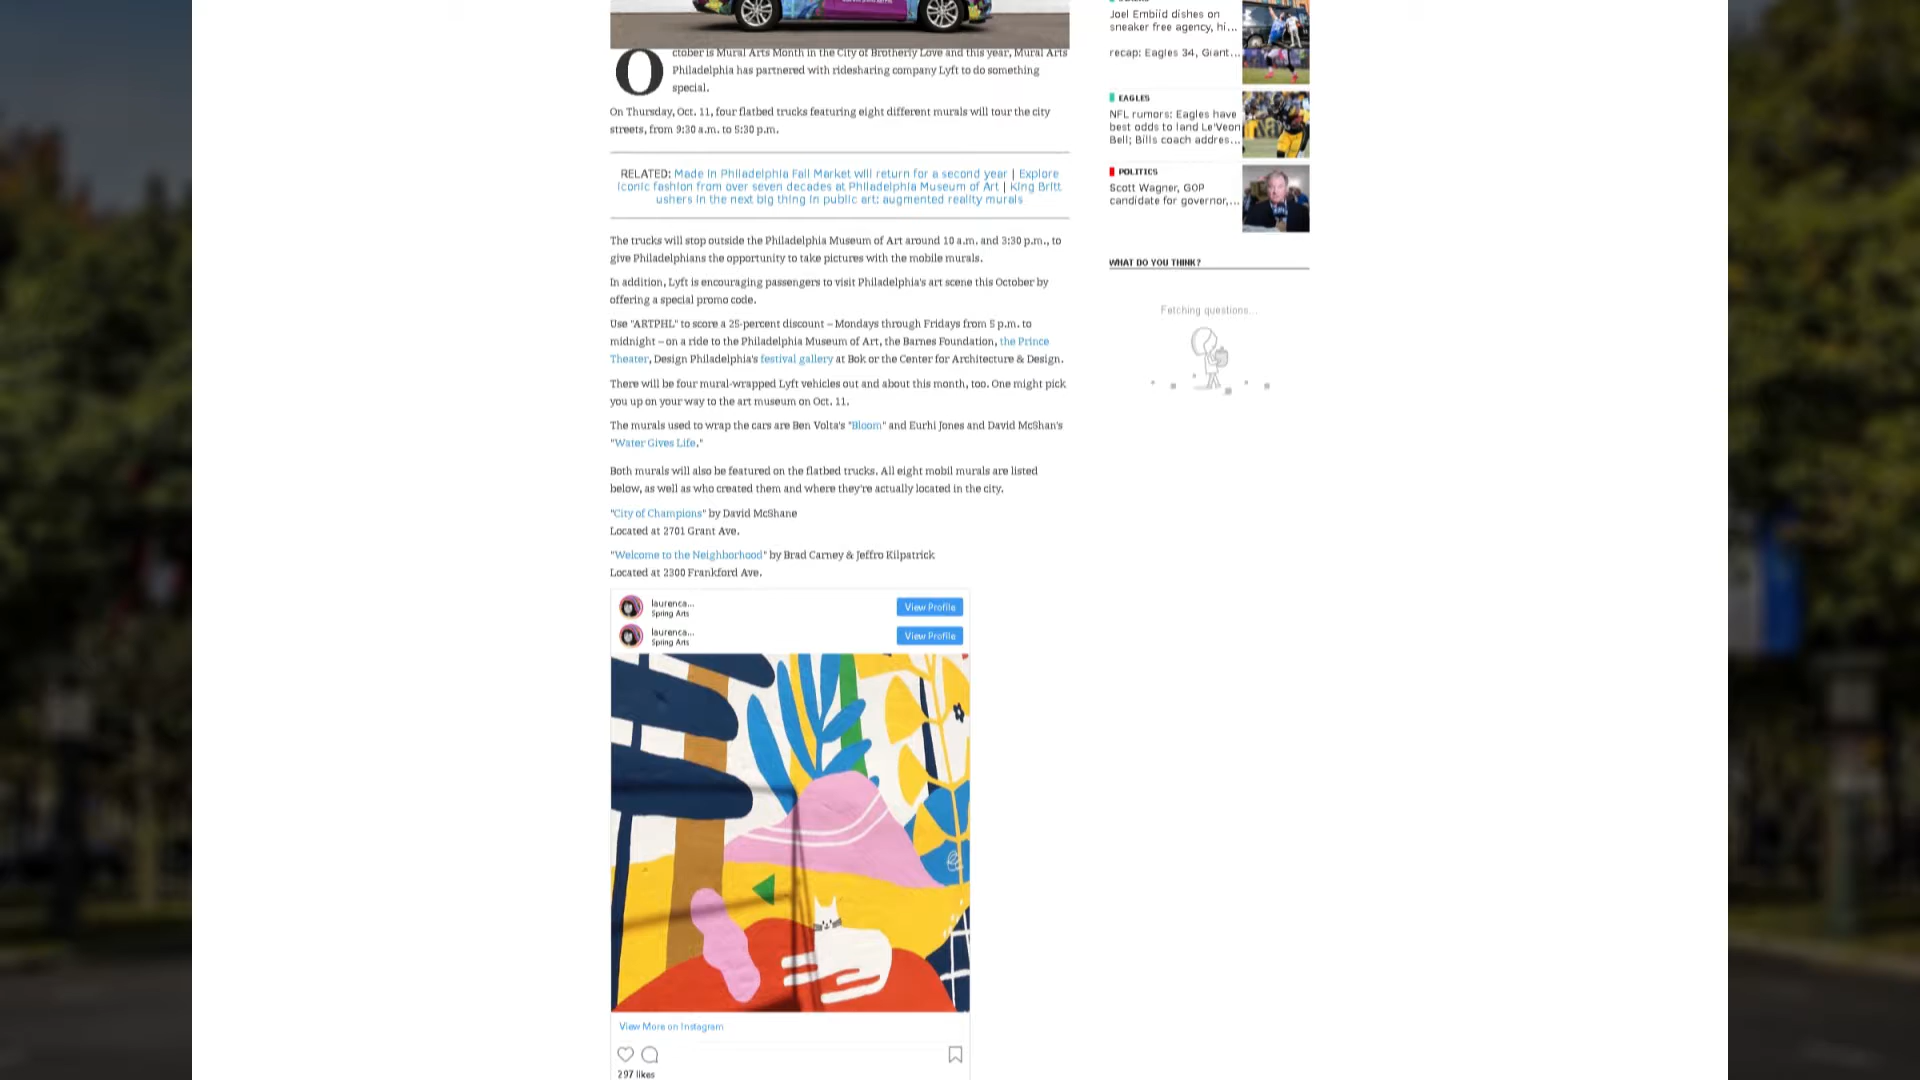 October is Mural Arts Month in the City of Brotherly Love and this year, Mural Arts
Philadelphia has partnered with ridesharing company Lyft to do something
special.
On Thursday, Oct. 11, four flatbed trucks featuring eight different murals will tour the city
streets, from 9:30 a.m. to 5:30 p.m.
RELATED: Made in Philadelphia Fall Market will return for a second year | Explore
iconic fashion from over seven decades at Philadelphia Museum of Art | King Britt
ushers in the next big thing in public art: augmented reality murals
The trucks will stop outside the Philadelphia Museum of Art around 10 a.m. and 3:30 p.m., to
give Philadelphians the opportunity to take pictures with the mobile murals.
In addition, Lyft is encouraging passengers to visit Philadelphia's art scene this October by
offering a special promo code.
Use "ARTPHL" to score a 25-percent discount – Mondays through Fridays from 5 p.m. to
midnight – on a ride to the Philadelphia Museum of Art, the Barnes Foundation, the Prince
Theater, Design Philadelphia's festival gallery at Bok or the Center for Architecture & Design.
There will be four mural-wrapped Lyft vehicles out and about this month, too. One might pick
you up on your way to the art museum on Oct. 11.
The murals used to wrap the cars are Ben Volta's "Bloom" and Eurhi Jones and David McShan's
"Water Gives Life."
Both murals will also be featured on the flatbed trucks. All eight mobil murals are listed
below, as well as who created them and where they're actually located in the city.
"City of Champions" by David McShane
Located at 2701 Grant Ave.
"Welcome to the Neighborhood" by Brad Carney & Jeffro Kilpatrick
Located at 2300 Frankford Ave.
laurenca...
Spring Arts
View Profile
laurenca...
Spring Arts
View Profile
View More on Instagram
297 likes
Joel Embiid dishes on
sneaker free agency, hi...
recap: Eagles 34, Giant...
EAGLES
NFL rumors: Eagles have
best odds to land Le'Veon
Bell; Bills coach addres...
POLITICS
Scott Wagner, GOP
candidate for governor,...
WHAT DO YOU THINK?
Fetching questions...